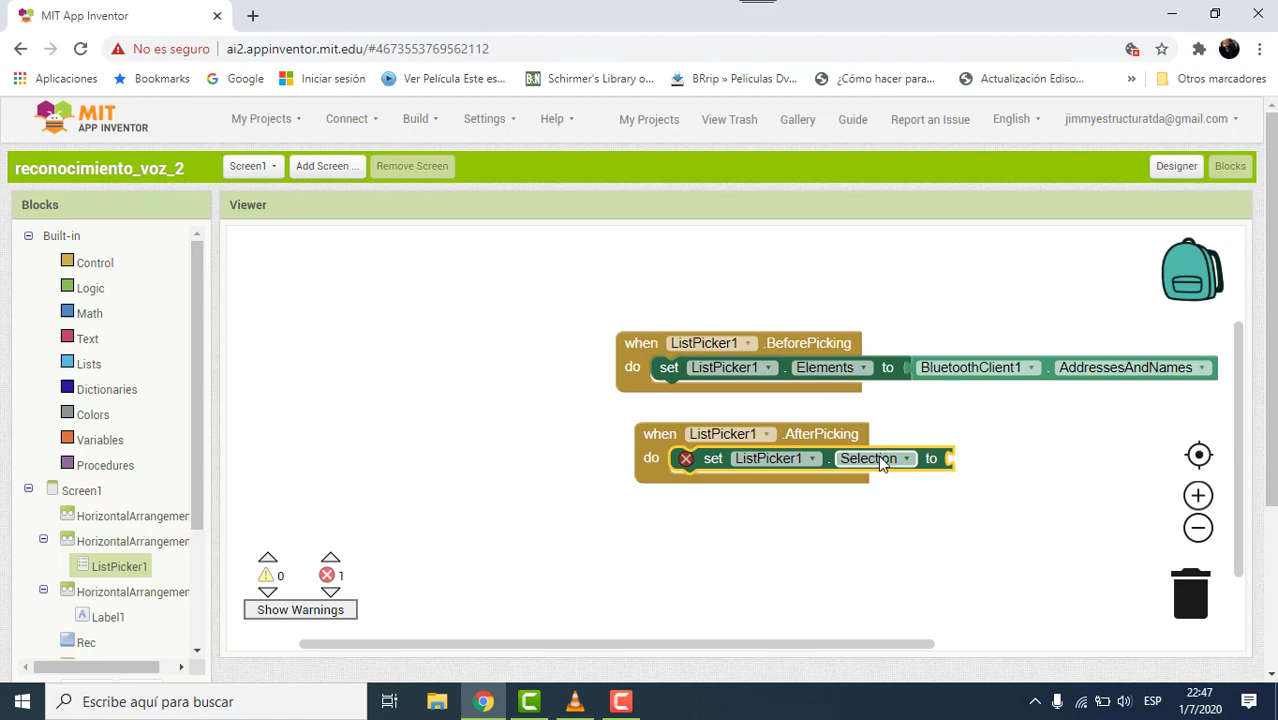 MIT App Inventor
No es seguro
ai2.appinventor.mit.edu/#4673553769562112
Aplicaciones
Bookmarks
Google
Iniciar sesión
Ver Película Este es...
Schirmer's Library o...
BRrip » Peliculas D...
¿Cómo hacer para...
Actualización Ediso...
»
Otros marcadores
MIT
APP INVENTOR
My Projects
Connect
Build
Settings
Help
My Projects
View Trash
Gallery
Guide
Report an Issue
English
jimmyestructuratda@gmail.com
reconocimiento_voz_2
Screen1
Add Screen ...
Remove Screen
Designer
Blocks
Blocks
Viewer
Built-in
Control
Logic
Math
Text
Lists
Dictionaries
Colors
Variables
Procedures
Screen1
HorizontalArrangemen
HorizontalArrangemen
ListPicker1
HorizontalArrangemen
A Label1
Rec
when ListPicker1 .BeforePicking
do set ListPicker1 . Elements to BluetoothClient1 . AddressesAndNames
when ListPicker1 .AfterPicking
do set ListPicker1 . Selection to
0
1
Show Warnings
Escribe aquí para buscar
ESP
22:47
1/7/2020